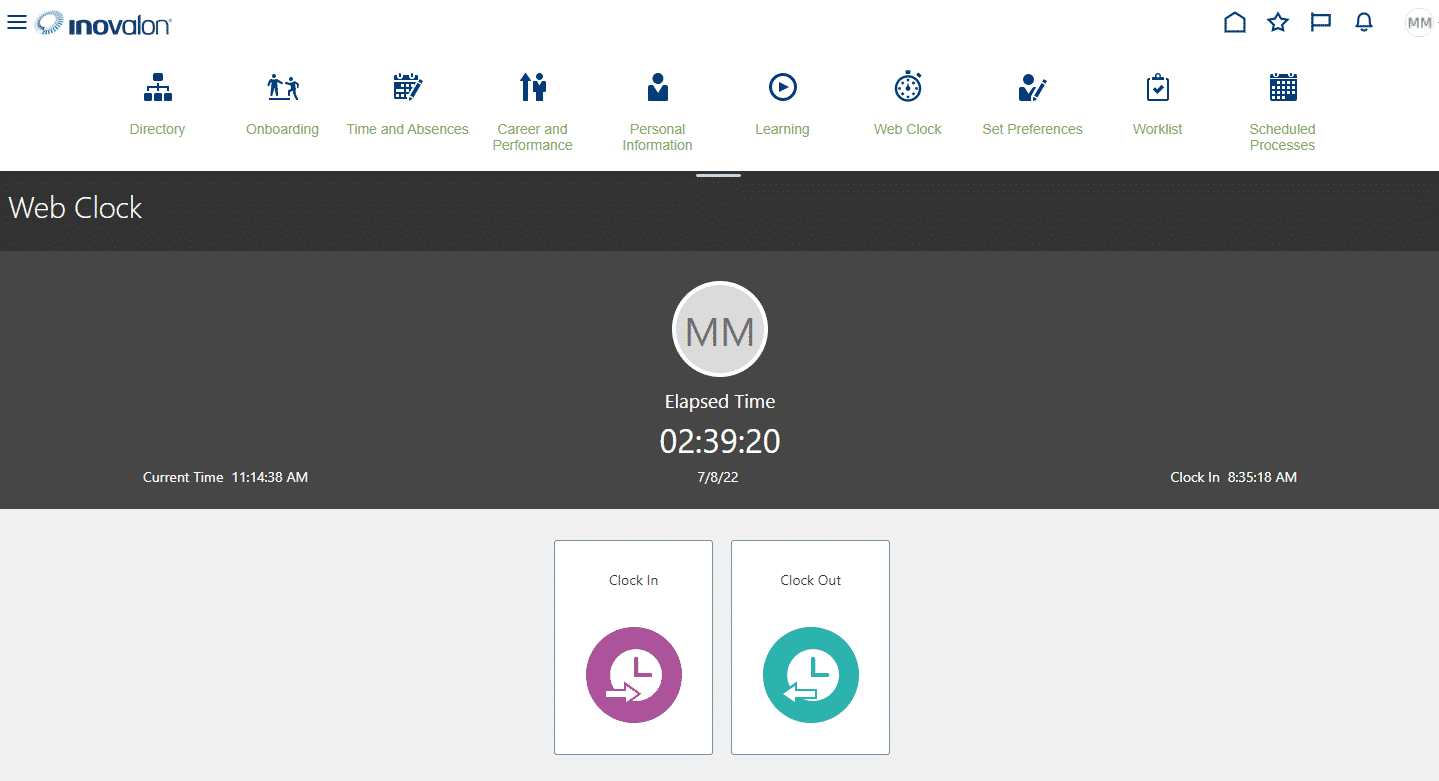 inovalon
MM
Directory
Onboarding
Time and Absences
Career and
Performance
Personal
Information
Learning
Web Clock
Set Preferences
Worklist
Scheduled
Processes
Web Clock
MM
Elapsed Time
02:39:20
Current Time 11:14:38 AM
7/8/22
Clock In 8:35:18 AM
Clock In
Clock Out